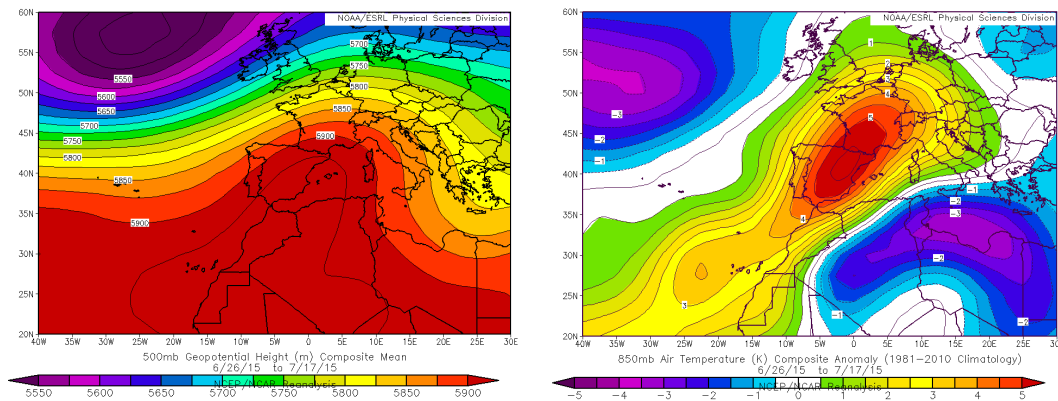 NOAA/ESRL Physical Sciences Division
60N
55N
50N
45N
40N
35N
30N
25N
20N
5550
5600
5650
5700
5750
5800
5850
5900
5700
5750
5800
5850
5900
40W 35W 30W 25W 20W 15W 10W 5W 0 5E 10E 15E 20E 25E 30E
500mb Geopotential Height (m) Composite Mean
6/26/15 to 7/17/15
NCEP/NCAR Reanalysis
5550 5600 5650 5700 5750 5800 5850 5900
NOAA/ESRL Physical Sciences Division
60N
55N
50N
45N
40N
35N
30N
25N
20N
1
2
4
5
-3
-2
-1
-1
-2
-3
4
-2
3
-1
-2
40W 35W 30W 25W 20W 15W 10W 5W 0 5E 10E 15E 20E 25E 30E
850mb Air Temperature (K) Composite Anomaly (1981-2010 Climatology)
6/26/15 to 7/17/15
NCEP/NCAR Reanalysis
-5 -4 -3 -2 -1 0 1 2 3 4 5